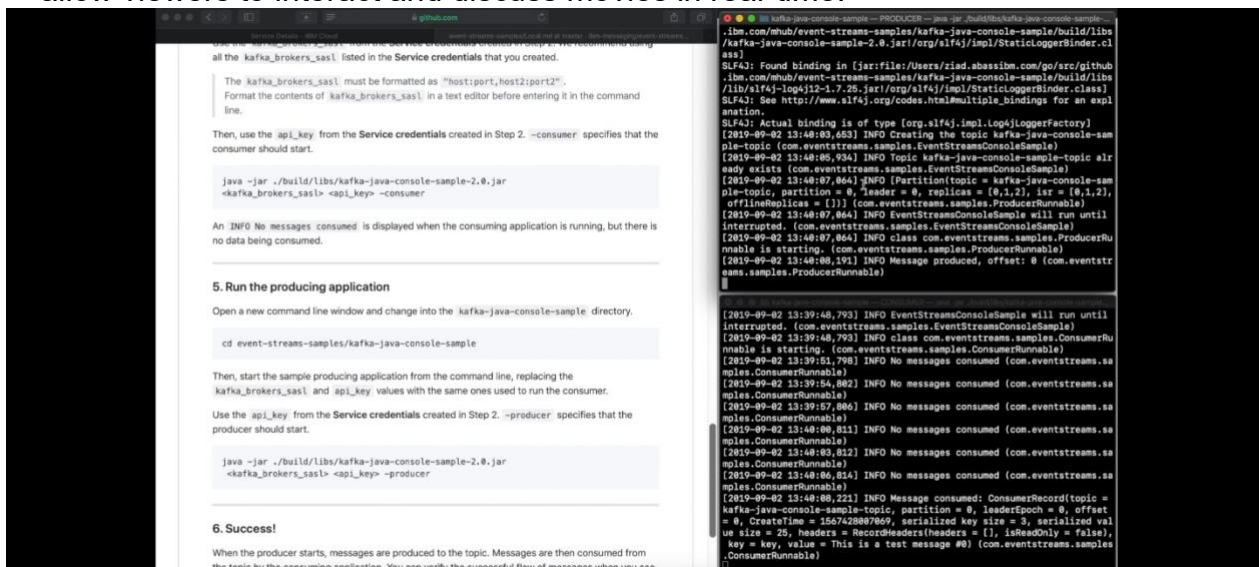 allow viewers to interact and discuss movies in real time.
github.com
Service Details - IBM Cloud
event-streams-samples/Local.md at master · ibm-messaging/event-streams...
all the kafka_brokers_sasl listed in the Service credentials that you created.
The kafka_brokers_sasl must be formatted as "host:port,host2:port2" .
Format the contents of kafka_brokers_sasl in a text editor before entering it in the command
line.
Then, use the api_key from the Service credentials created in Step 2. -consumer specifies that the
consumer should start.
java -jar ./build/libs/kafka-java-console-sample-2.0.jar
<kafka_brokers_sasl> <api_key> -consumer
An INFO No messages consumed is displayed when the consuming application is running, but there is
no data being consumed.
5. Run the producing application
Open a new command line window and change into the kafka-java-console-sample directory.
cd event-streams-samples/kafka-java-console-sample
Then, start the sample producing application from the command line, replacing the
kafka_brokers_sasl and api_key values with the same ones used to run the consumer.
Use the api_key from the Service credentials created in Step 2. -producer specifies that the
producer should start.
java -jar ./build/libs/kafka-java-console-sample-2.0.jar
<kafka_brokers_sasl> <api_key> -producer
6. Success!
When the producer starts, messages are produced to the topic. Messages are then consumed from
the topic by the consuming application. You can verify the successful flow of messages when you see
kafka-java-console-sample — PRODUCER — java -jar ./build/libs/kafka-java-console-sample-...
.ibm.com/mhub/event-streams-samples/kafka-java-console-sample/build/libs
/kafka-java-console-sample-2.0.jar!/org/slf4j/impl/StaticLoggerBinder.cl
ass]
SLF4J: Found binding in [jar:file:/Users/ziad.abassibm.com/go/src/github
.ibm.com/mhub/event-streams-samples/kafka-java-console-sample/build/libs
/lib/slf4j-log4j12-1.7.25.jar!/org/slf4j/impl/StaticLoggerBinder.class]
SLF4J: See http://www.slf4j.org/codes.html#multiple_bindings for an expl
anation.
SLF4J: Actual binding is of type [org.slf4j.impl.Log4jLoggerFactory]
[2019-09-02 13:40:03,653] INFO Creating the topic kafka-java-console-sam
ple-topic (com.eventstreams.samples.EventStreamsConsoleSample)
[2019-09-02 13:40:05,934] INFO Topic kafka-java-console-sample-topic alr
eady exists (com.eventstreams.samples.EventStreamsConsoleSample)
[2019-09-02 13:40:07,064] INFO [Partition(topic = kafka-java-console-sam
ple-topic, partition = 0, leader = 0, replicas = [0,1,2], isr = [0,1,2],
offlineReplicas = [])] (com.eventstreams.samples.ProducerRunnable)
[2019-09-02 13:40:07,064] INFO EventStreamsConsoleSample will run until
interrupted. (com.eventstreams.samples.EventStreamsConsoleSample)
[2019-09-02 13:40:07,064] INFO class com.eventstreams.samples.ProducerRu
nnable is starting. (com.eventstreams.samples.ProducerRunnable)
[2019-09-02 13:40:08,191] INFO Message produced, offset: 0 (com.eventstr
eams.samples.ProducerRunnable)
kafka-java-console-sample — CONSUMER — java -jar ./build/libs/kafka-java-console-sample...
[2019-09-02 13:39:48,793] INFO EventStreamsConsoleSample will run until
interrupted. (com.eventstreams.samples.EventStreamsConsoleSample)
[2019-09-02 13:39:48,793] INFO class com.eventstreams.samples.ConsumerRu
nnable is starting. (com.eventstreams.samples.ConsumerRunnable)
[2019-09-02 13:39:51,798] INFO No messages consumed (com.eventstreams.sa
mples.ConsumerRunnable)
[2019-09-02 13:39:54,802] INFO No messages consumed (com.eventstreams.sa
mples.ConsumerRunnable)
[2019-09-02 13:39:57,806] INFO No messages consumed (com.eventstreams.sa
mples.ConsumerRunnable)
[2019-09-02 13:40:00,811] INFO No messages consumed (com.eventstreams.sa
mples.ConsumerRunnable)
[2019-09-02 13:40:03,812] INFO No messages consumed (com.eventstreams.sa
mples.ConsumerRunnable)
[2019-09-02 13:40:06,814] INFO No messages consumed (com.eventstreams.sa
mples.ConsumerRunnable)
[2019-09-02 13:40:08,221] INFO Message consumed: ConsumerRecord(topic =
kafka-java-console-sample-topic, partition = 0, leaderEpoch = 0, offset
= 0, CreateTime = 1567428007069, serialized key size = 3, serialized val
ue size = 25, headers = RecordHeaders(headers = [], isReadOnly = false),
key = key, value = This is a test message #0) (com.eventstreams.samples
.ConsumerRunnable)